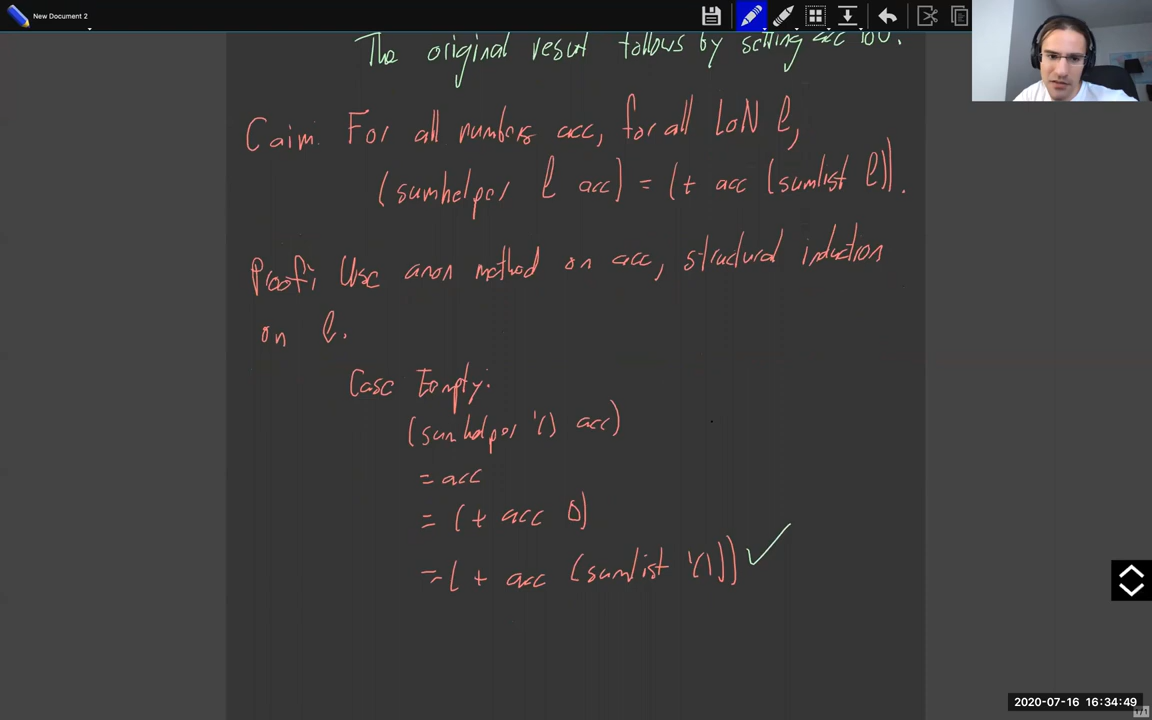 New Document 2
The original result follows by setting acc to 0.
Caim. For all numbers acc, for all LoN l,
(sumhelper l acc) = (+ acc (sumlist l)).
Proof: Use anon method on acc, structural induction
on l.
Case Empty:
(sumhelper '() acc)
= acc
= (+ acc 0)
= (+ acc (sumlist '()))
2020-07-16 16:34:49